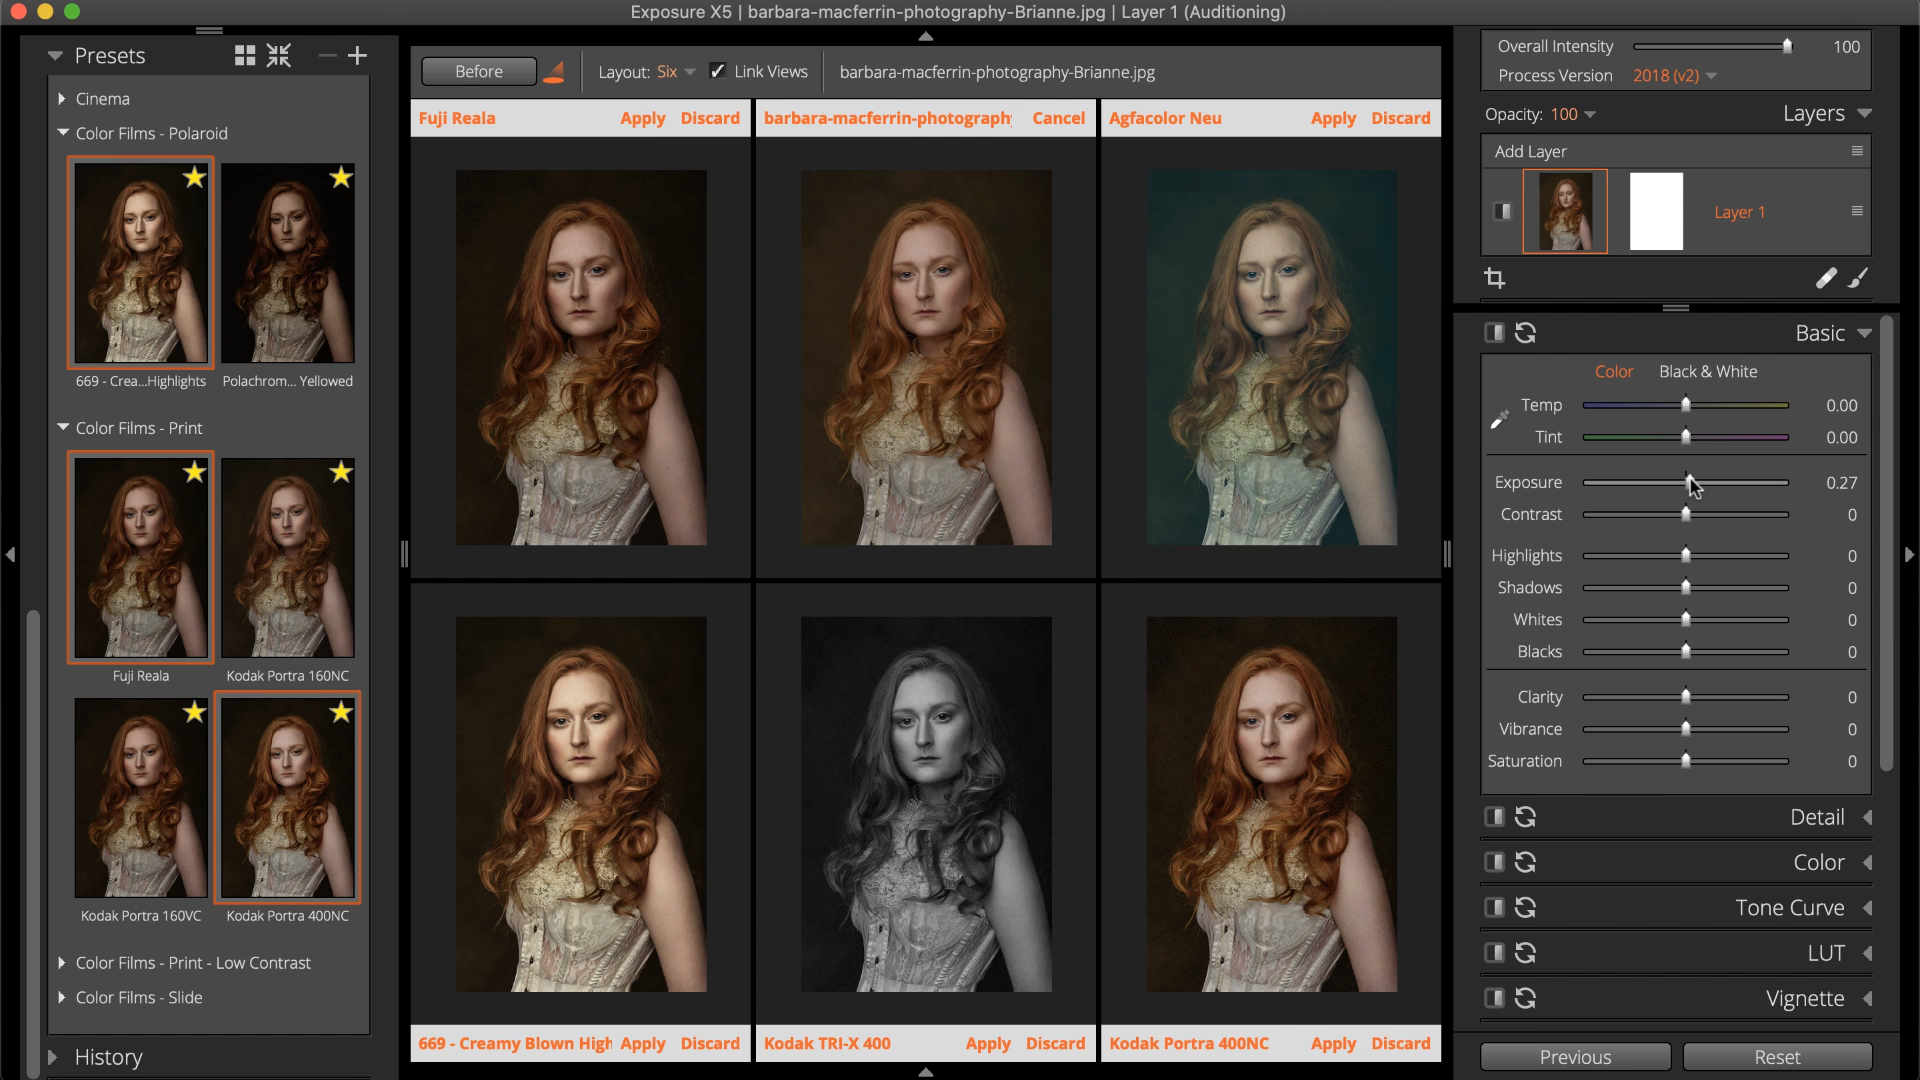 Exposure X5 | barbara-macferrin-photography-Brianne.jpg | Layer 1 (Auditioning)
Presets
Cinema
Color Films - Polaroid
669 - Crea...Highlights
Polachrom... Yellowed
Color Films - Print
Fuji Reala
Kodak Portra 160NC
Kodak Portra 160VC
Kodak Portra 400NC
Color Films - Print - Low Contrast
Color Films - Slide
History
Before
Layout: Six
Link Views
barbara-macferrin-photography-Brianne.jpg
Fuji Reala Apply Discard
barbara-macferrin-photograph Cancel
Agfacolor Neu Apply Discard
669 - Creamy Blown High Apply Discard
Kodak TRI-X 400 Apply Discard
Kodak Portra 400NC Apply Discard
Overall Intensity 100
Process Version 2018 (v2)
Opacity: 100 Layers
Add Layer
Layer 1
Basic
Color Black & White
Temp 0.00
Tint 0.00
Exposure 0.27
Contrast 0
Highlights 0
Shadows 0
Whites 0
Blacks 0
Clarity 0
Vibrance 0
Saturation 0
Detail
Color
Tone Curve
LUT
Vignette
Previous Reset